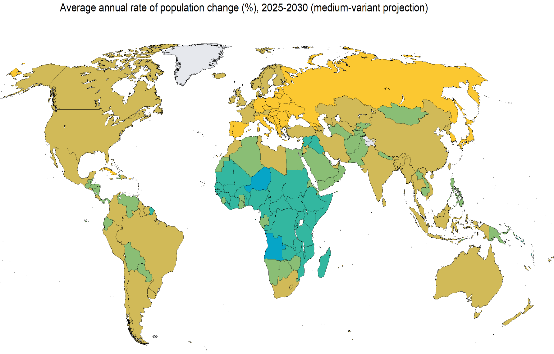 Average annual rate of population change (%), 2025-2030 (medium-variant projection)